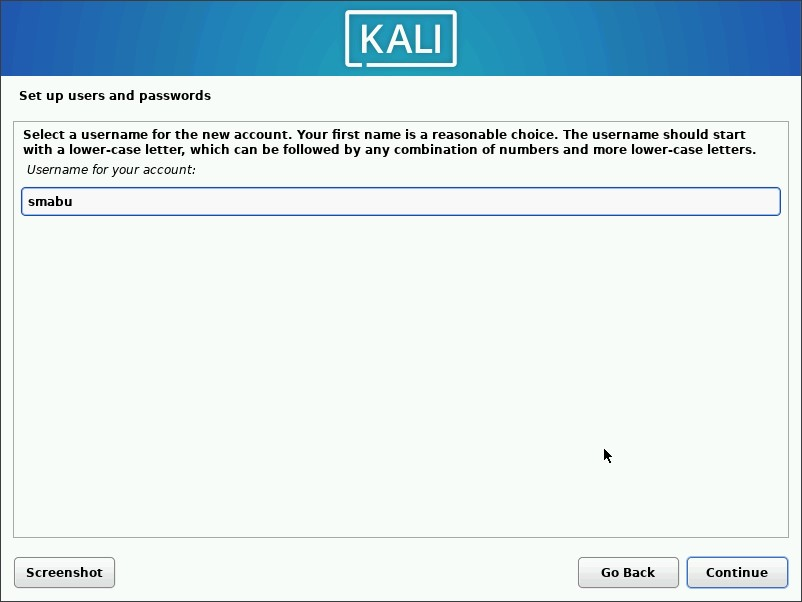 KALI
Set up users and passwords
Select a username for the new account. Your first name is a reasonable choice. The username should start
with a lower-case letter, which can be followed by any combination of numbers and more lower-case letters.
Username for your account:
smabu
Screenshot
Go Back
Continue